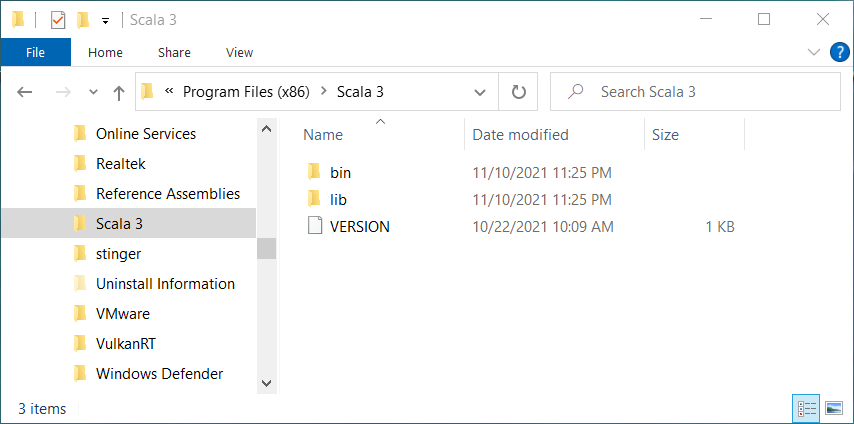 Scala 3
File Home Share View
« Program Files (x86) > Scala 3 Search Scala 3
Online Services
Realtek
Reference Assemblies
Scala 3
stinger
Uninstall Information
VMware
VulkanRT
Windows Defender
Name Date modified Size
bin 11/10/2021 11:25 PM
lib 11/10/2021 11:25 PM
VERSION 10/22/2021 10:09 AM 1 KB
3 items